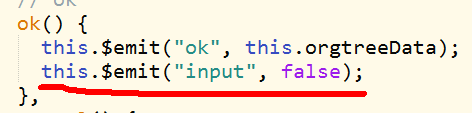 // ok
ok() {
this.$emit("ok", this.orgtreeData);
this.$emit("input", false);
},